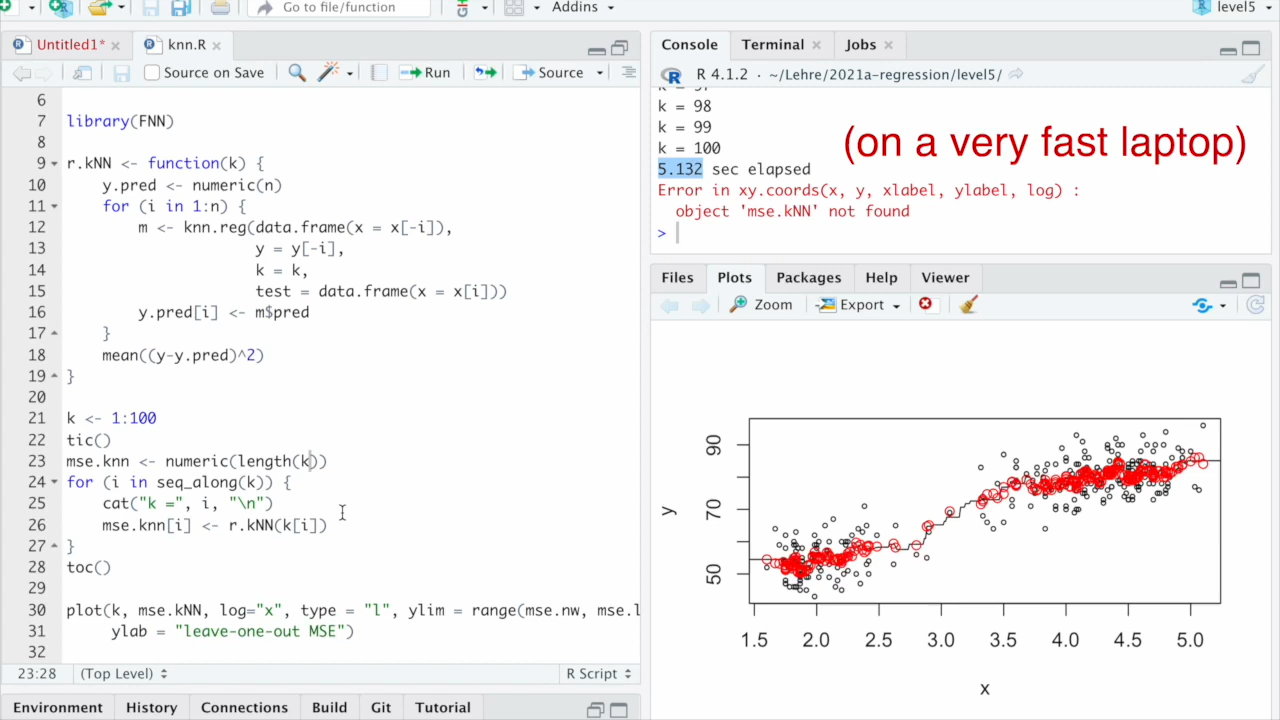 Go to file/function
Addins
level5
Untitled1*
knn.R
Source on Save
Run
Source
6
7 library(FNN)
8
9 r.kNN <- function(k) {
10 y.pred <- numeric(n)
11 for (i in 1:n) {
12 m <- knn.reg(data.frame(x = x[-i]),
13 y = y[-i],
14 k = k,
15 test = data.frame(x = x[i]))
16 y.pred[i] <- m$pred
17 }
18 mean((y-y.pred)^2)
19 }
20
21 k <- 1:100
22 tic()
23 mse.knn <- numeric(length(k))
24 for (i in seq_along(k)) {
25 cat("k =", i, "\n")
26 mse.knn[i] <- r.kNN(k[i])
27 }
28 toc()
29
30 plot(k, mse.kNN, log="x", type = "l", ylim = range(mse.nw, mse.l
31 ylab = "leave-one-out MSE")
32
23:28 (Top Level) R Script
Environment History Connections Build Git Tutorial
Console Terminal Jobs
R 4.1.2 · ~/Lehre/2021a-regression/level5/
k = 97
k = 98
k = 99
k = 100
5.132 sec elapsed
Error in xy.coords(x, y, xlabel, ylabel, log) :
object 'mse.kNN' not found
>
(on a very fast laptop)
Files Plots Packages Help Viewer
Zoom Export
90
70
50
y
1.5 2.0 2.5 3.0 3.5 4.0 4.5 5.0
x